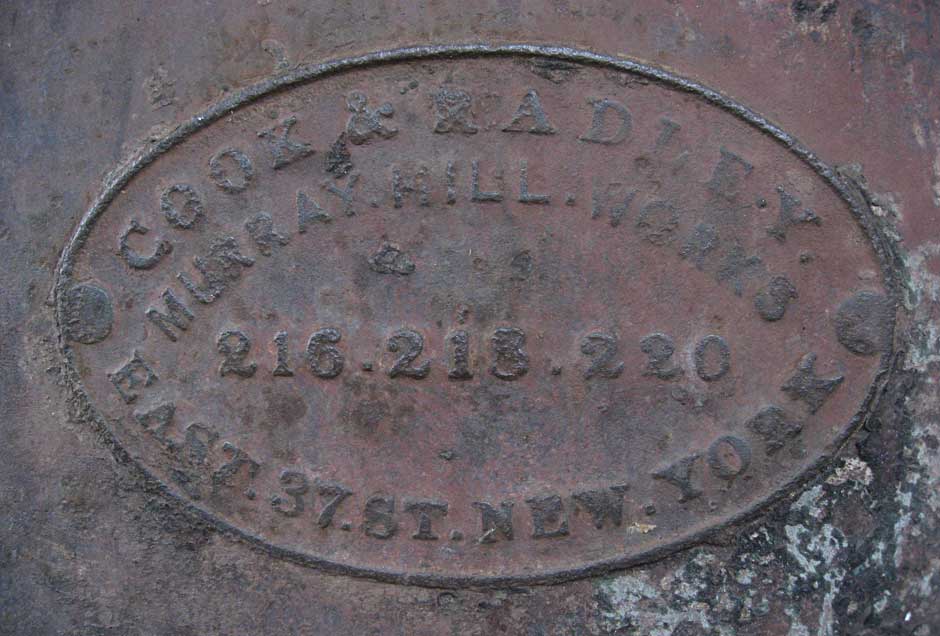 COOK & RADLEY.
MURRAY.HILL.WORKS
216.218.220
EAST.37.ST.NEW.YORK